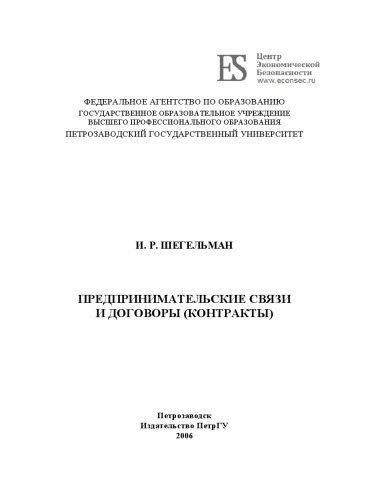 ES
Центр
Экономической
Безопасности
www.econsec.ru
ФЕДЕРАЛЬНОЕ АГЕНТСТВО ПО ОБРАЗОВАНИЮ
ГОСУДАРСТВЕННОЕ ОБРАЗОВАТЕЛЬНОЕ УЧРЕЖДЕНИЕ
ВЫСШЕГО ПРОФЕССИОНАЛЬНОГО ОБРАЗОВАНИЯ
ПЕТРОЗАВОДСКИЙ ГОСУДАРСТВЕННЫЙ УНИВЕРСИТЕТ
И. Р. ШЕГЕЛЬМАН
ПРЕДПРИНИМАТЕЛЬСКИЕ СВЯЗИ
И ДОГОВОРЫ (КОНТРАКТЫ)
Петрозаводск
Издательство ПетрГУ
2006